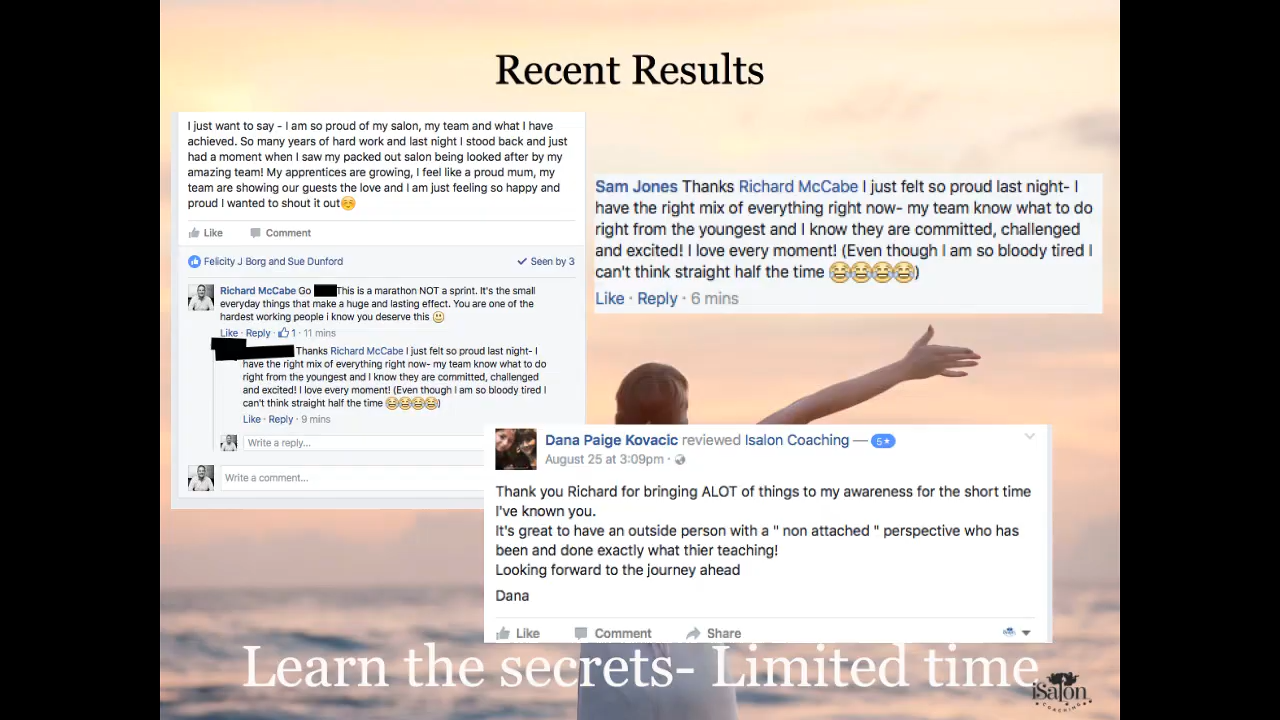 Recent Results
I just want to say - I am so proud of my salon, my team and what I have
achieved. So many years of hard work and last night I stood back and just
had a moment when I saw my packed out salon being looked after by my
amazing team! My apprentices are growing, I feel like a proud mum, my
team are showing our guests the love and I am just feeling so happy and
proud I wanted to shout it out☺️
Like Comment
Felicity J Borg and Sue Dunford Seen by 3
Richard McCabe Go This is a marathon NOT a sprint. It's the small
everyday things that make a huge and lasting effect. You are one of the
hardest working people i know you deserve this 🙂
Like · Reply · 1 · 11 mins
Thanks Richard McCabe I just felt so proud last night- I
have the right mix of everything right now- my team know what to do
right from the youngest and I know they are committed, challenged
and excited! I love every moment! (Even though I am so bloody tired I
can't think straight half the time 😂😂😂😂)
Like · Reply · 9 mins
Write a reply...
Write a comment...
Sam Jones Thanks Richard McCabe I just felt so proud last night- I
have the right mix of everything right now- my team know what to do
right from the youngest and I know they are committed, challenged
and excited! I love every moment! (Even though I am so bloody tired I
can't think straight half the time 😂😂😂😂)
Like · Reply · 6 mins
Dana Paige Kovacic reviewed Isalon Coaching — 5★
August 25 at 3:09pm ·
Thank you Richard for bringing ALOT of things to my awareness for the short time
I've known you.
It's great to have an outside person with a " non attached " perspective who has
been and done exactly what thier teaching!
Looking forward to the journey ahead
Dana
Like Comment Share
Learn the secrets- Limited time
iSalon
COACHING